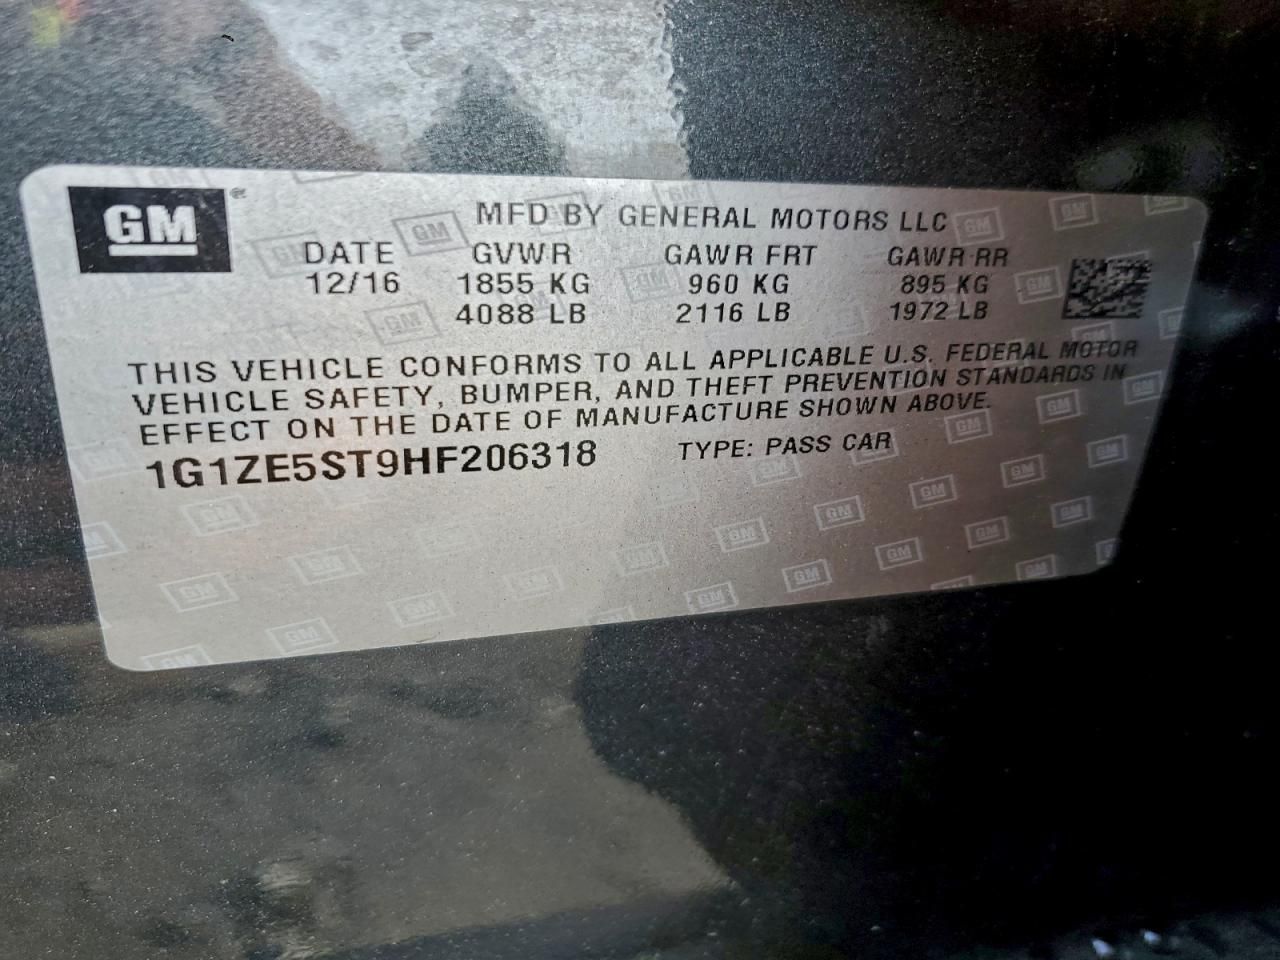 GM ®
MFD BY GENERAL MOTORS LLC
DATE GVWR GAWR FRT GAWR RR
12/16 1855 KG 960 KG 895 KG
4088 LB 2116 LB 1972 LB
THIS VEHICLE CONFORMS TO ALL APPLICABLE U.S. FEDERAL MOTOR
VEHICLE SAFETY, BUMPER, AND THEFT PREVENTION STANDARDS IN
EFFECT ON THE DATE OF MANUFACTURE SHOWN ABOVE.
1G1ZE5ST9HF206318 TYPE: PASS CAR